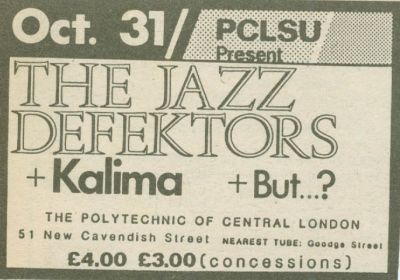 Oct. 31/ PCLSU
Present
THE JAZZ
DEFEKTORS
+Kalima +But...?
THE POLYTECHNIC OF CENTRAL LONDON
51 New Cavendish Street NEAREST TUBE: Goodge Street
£4.00 £3.00(concessions)